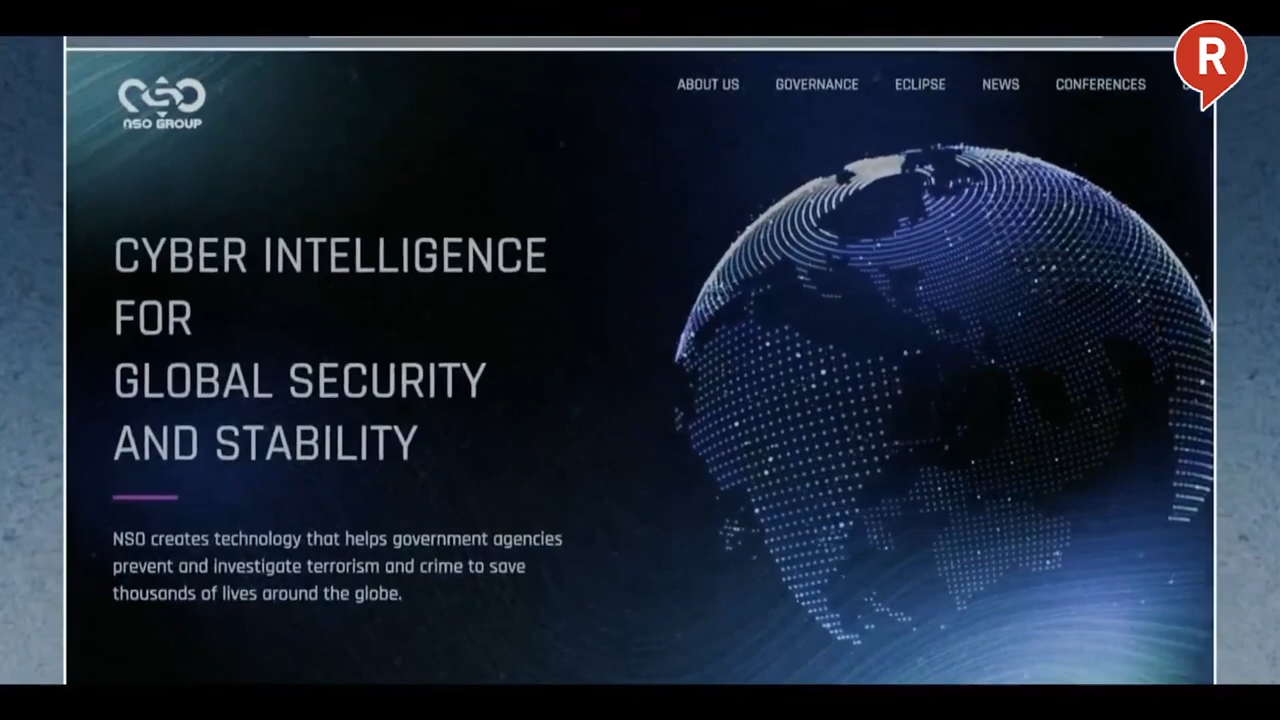 NSO GROUP
ABOUT US
GOVERNANCE
ECLIPSE
NEWS
CONFERENCES
R
CYBER INTELLIGENCE
FOR
GLOBAL SECURITY
AND STABILITY
NSO creates technology that helps government agencies
prevent and investigate terrorism and crime to save
thousands of lives around the globe.